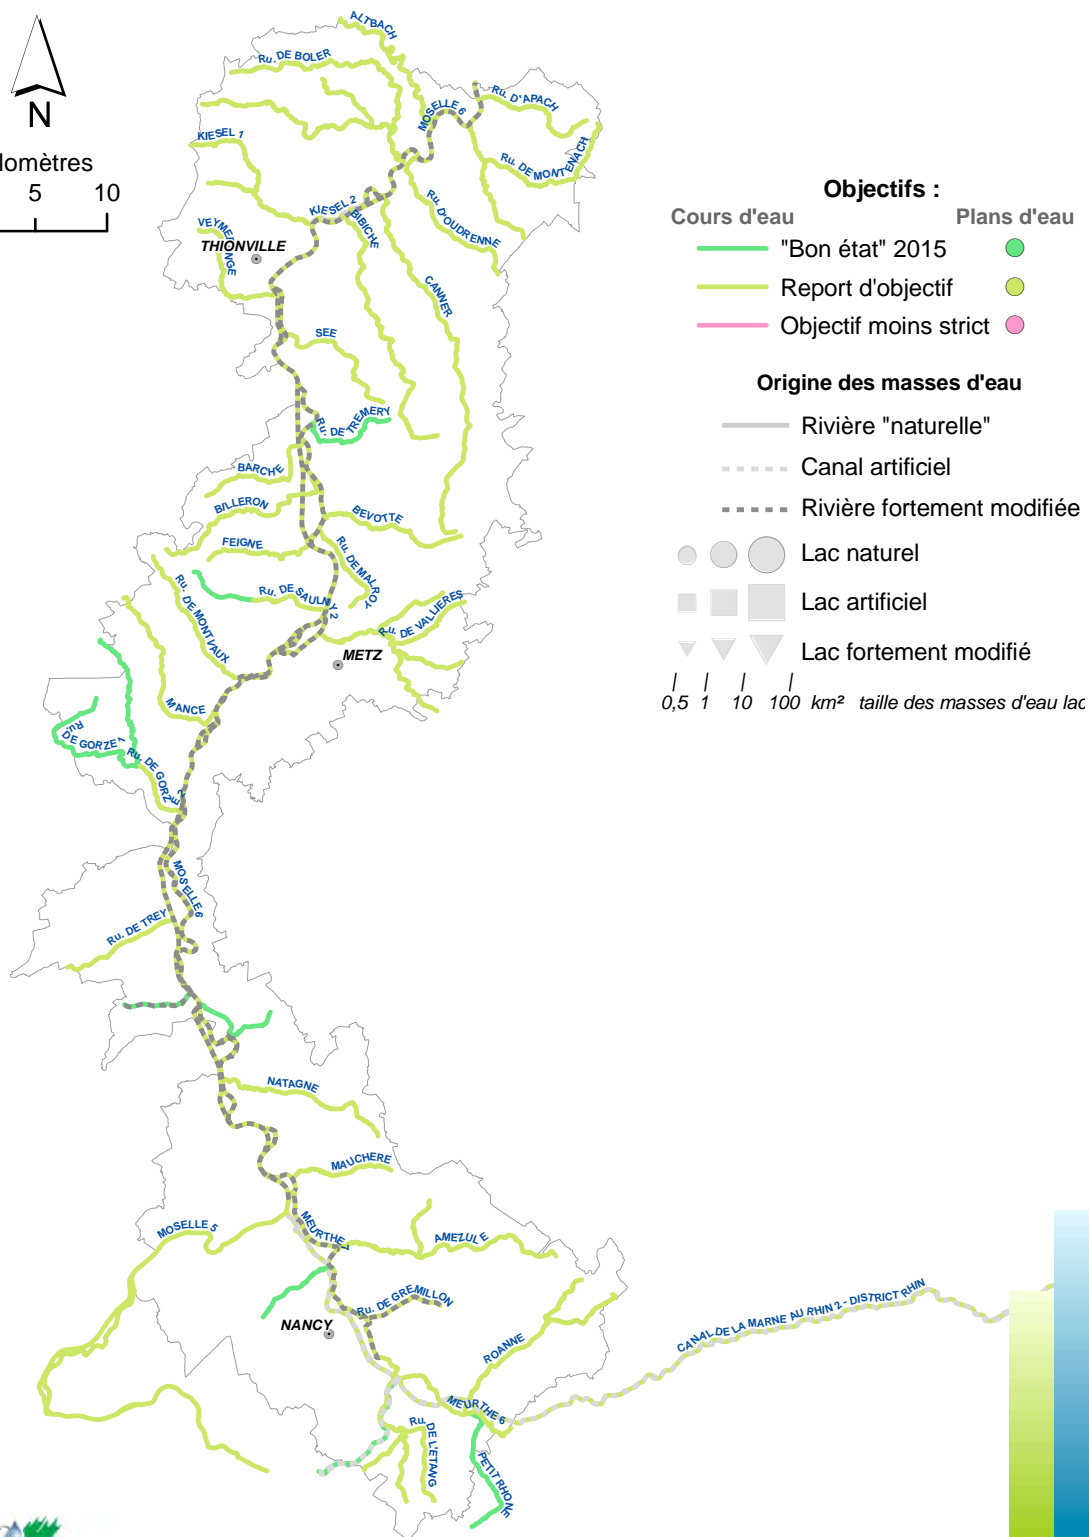 N
lomètres
5 10
Objectifs :
Cours d'eau Plans d'eau
"Bon état" 2015
Report d'objectif
Objectif moins strict
Origine des masses d'eau
Rivière "naturelle"
Canal artificiel
Rivière fortement modifiée
Lac naturel
Lac artificiel
Lac fortement modifié
0,5 1 10 100 km² taille des masses d'eau lac
ALTBACH
Ru. DE BOLER
MOSELLE 6
Ru. D'APACH
KIESEL 1
Ru. DE MONTENACH
KIESEL 2
BIBICHE
Ru. D'OUDRENNE
VEYMERANGE
THIONVILLE
CANNER
SEE
Ru. DE TREMERY
BARCHE
BILLERON
BEVOTTE
FEIGNE
Ru. DE MALROY
Ru. DE MONTVAUX
Ru. DE SAULNY 2
Ru. DE VALLIERES
METZ
MANCE
Ru. DE GORZE 1
Ru. DE GORZE 2
MOSELLE 6
Ru. DE TREY
NATAGNE
MAUCHERE
MOSELLE 5
MEURTHE 7
AMEZULE
Ru. DE GREMILLON
NANCY
ROANNE
CANAL DE LA MARNE AU RHIN 2 - DISTRICT RHIN
MEURTHE 6
Ru. DE L'ETANG
PETIT RHONE